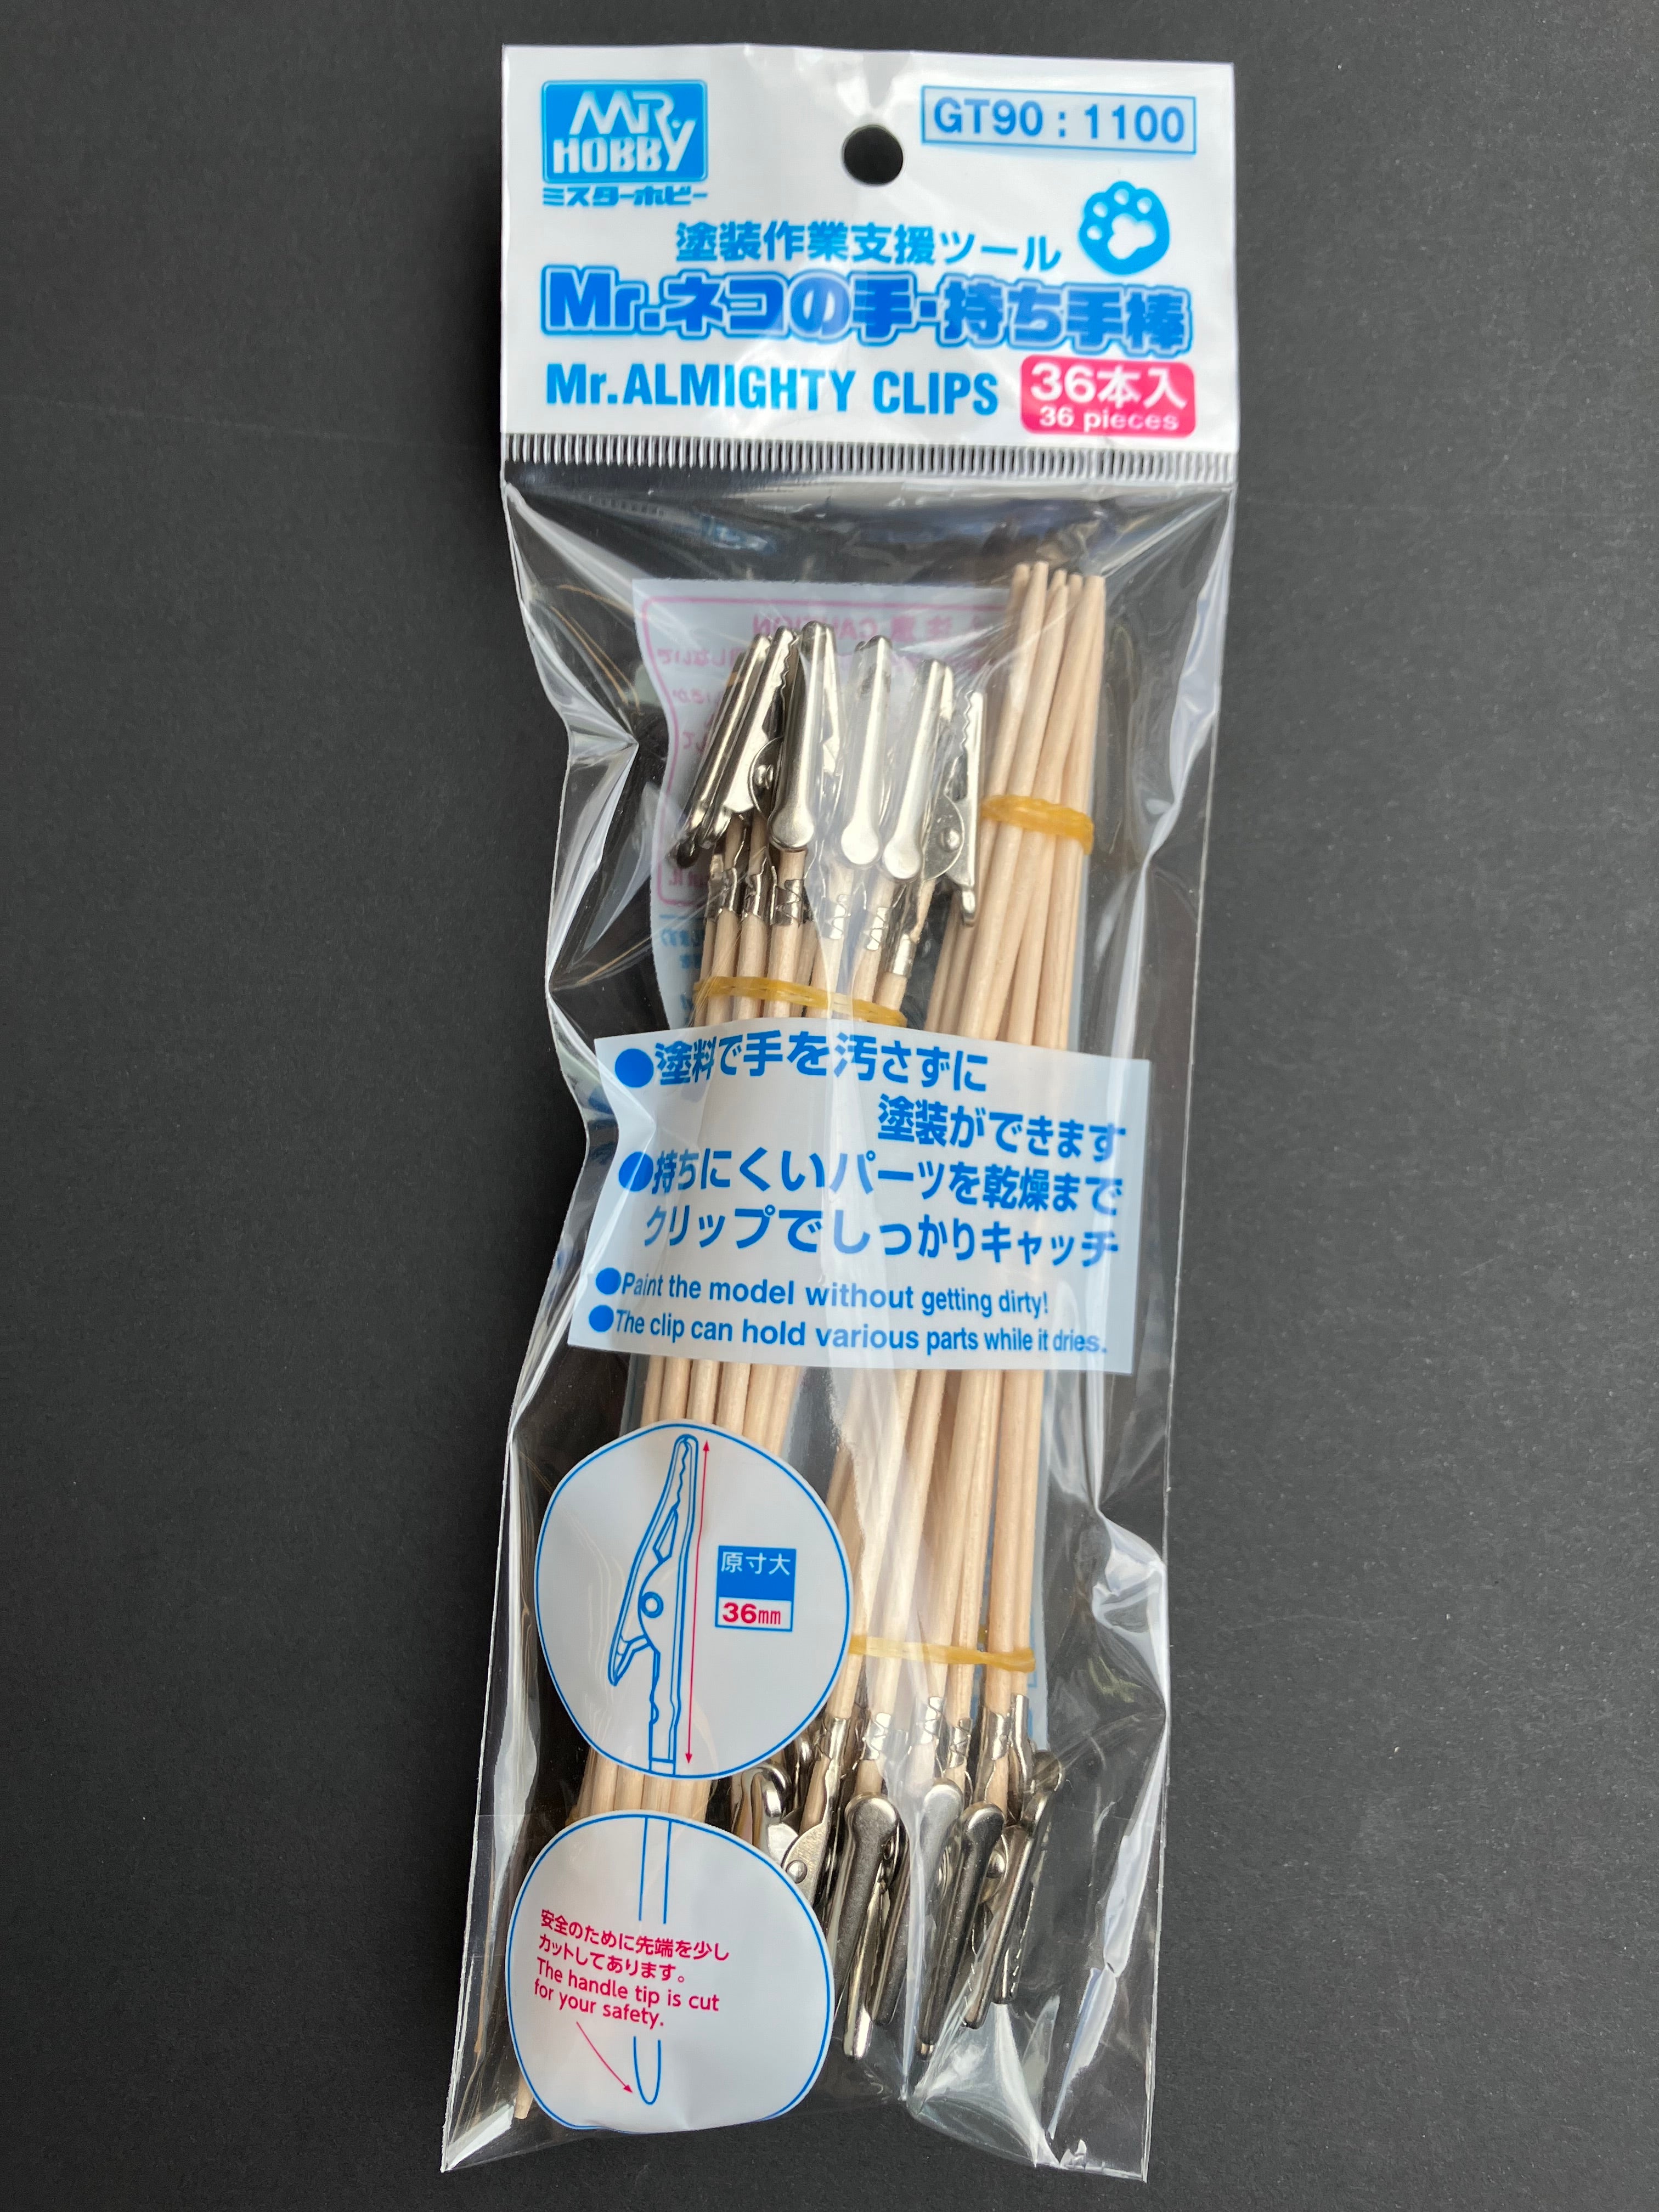 MR HOBBY
ミスターホビー
GT90 : 1100
塗装作業支援ツール
Mr.ネコの手・持ち手棒
Mr.ALMIGHTY CLIPS
36本入
36 pieces
●塗料で手を汚さずに
塗装ができます
●持ちにくいパーツを乾燥まで
クリップでしっかりキャッチ
●Paint the model without getting dirty!
●The clip can hold various parts while it dries.
原寸大
36mm
安全のために先端を少し
カットしてあります。
The handle tip is cut
for your safety.